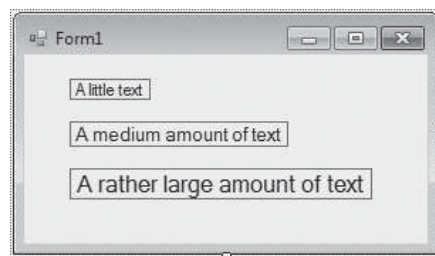 Form1
A little text
A medium amount of text
A rather large amount of text